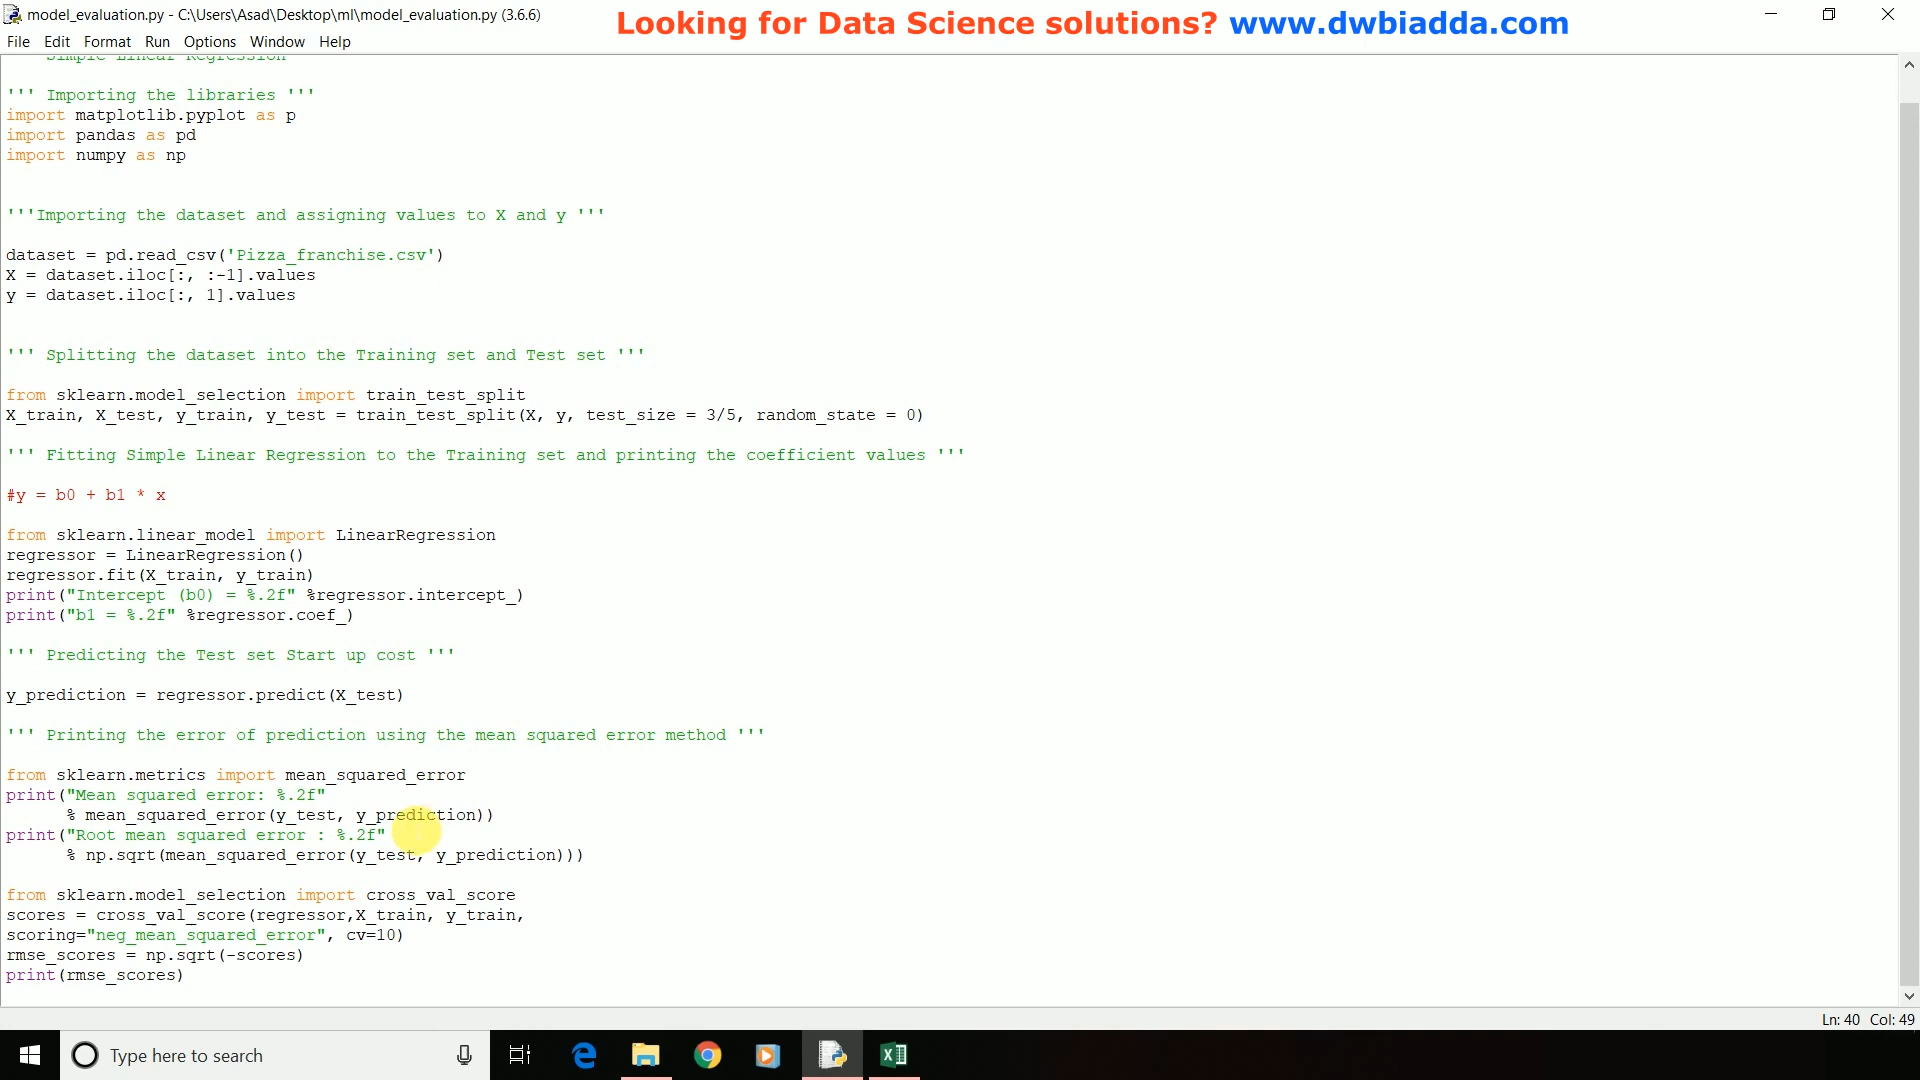 model_evaluation.py - C:\Users\Asad\Desktop\ml\model_evaluation.py (3.6.6)
Looking for Data Science solutions? www.dwbiadda.com
File Edit Format Run Options Window Help
Simple Linear Regression
''' Importing the libraries '''
import matplotlib.pyplot as p
import pandas as pd
import numpy as np
'''Importing the dataset and assigning values to X and y '''
dataset = pd.read_csv('Pizza_franchise.csv')
X = dataset.iloc[:, :-1].values
y = dataset.iloc[:, 1].values
''' Splitting the dataset into the Training set and Test set '''
from sklearn.model_selection import train_test_split
X_train, X_test, y_train, y_test = train_test_split(X, y, test_size = 3/5, random_state = 0)
''' Fitting Simple Linear Regression to the Training set and printing the coefficient values '''
#y = b0 + b1 * x
from sklearn.linear_model import LinearRegression
regressor = LinearRegression()
regressor.fit(X_train, y_train)
print("Intercept (b0) = %.2f" %regressor.intercept_)
print("b1 = %.2f" %regressor.coef_)
''' Predicting the Test set Start up cost '''
y_prediction = regressor.predict(X_test)
''' Printing the error of prediction using the mean squared error method '''
from sklearn.metrics import mean_squared_error
print("Mean squared error: %.2f"
% mean_squared_error(y_test, y_prediction))
print("Root mean squared error : %.2f"
% np.sqrt(mean_squared_error(y_test, y_prediction)))
from sklearn.model_selection import cross_val_score
scores = cross_val_score(regressor,X_train, y_train,
scoring="neg_mean_squared_error", cv=10)
rmse_scores = np.sqrt(-scores)
print(rmse_scores)
Ln: 40 Col: 49
Type here to search